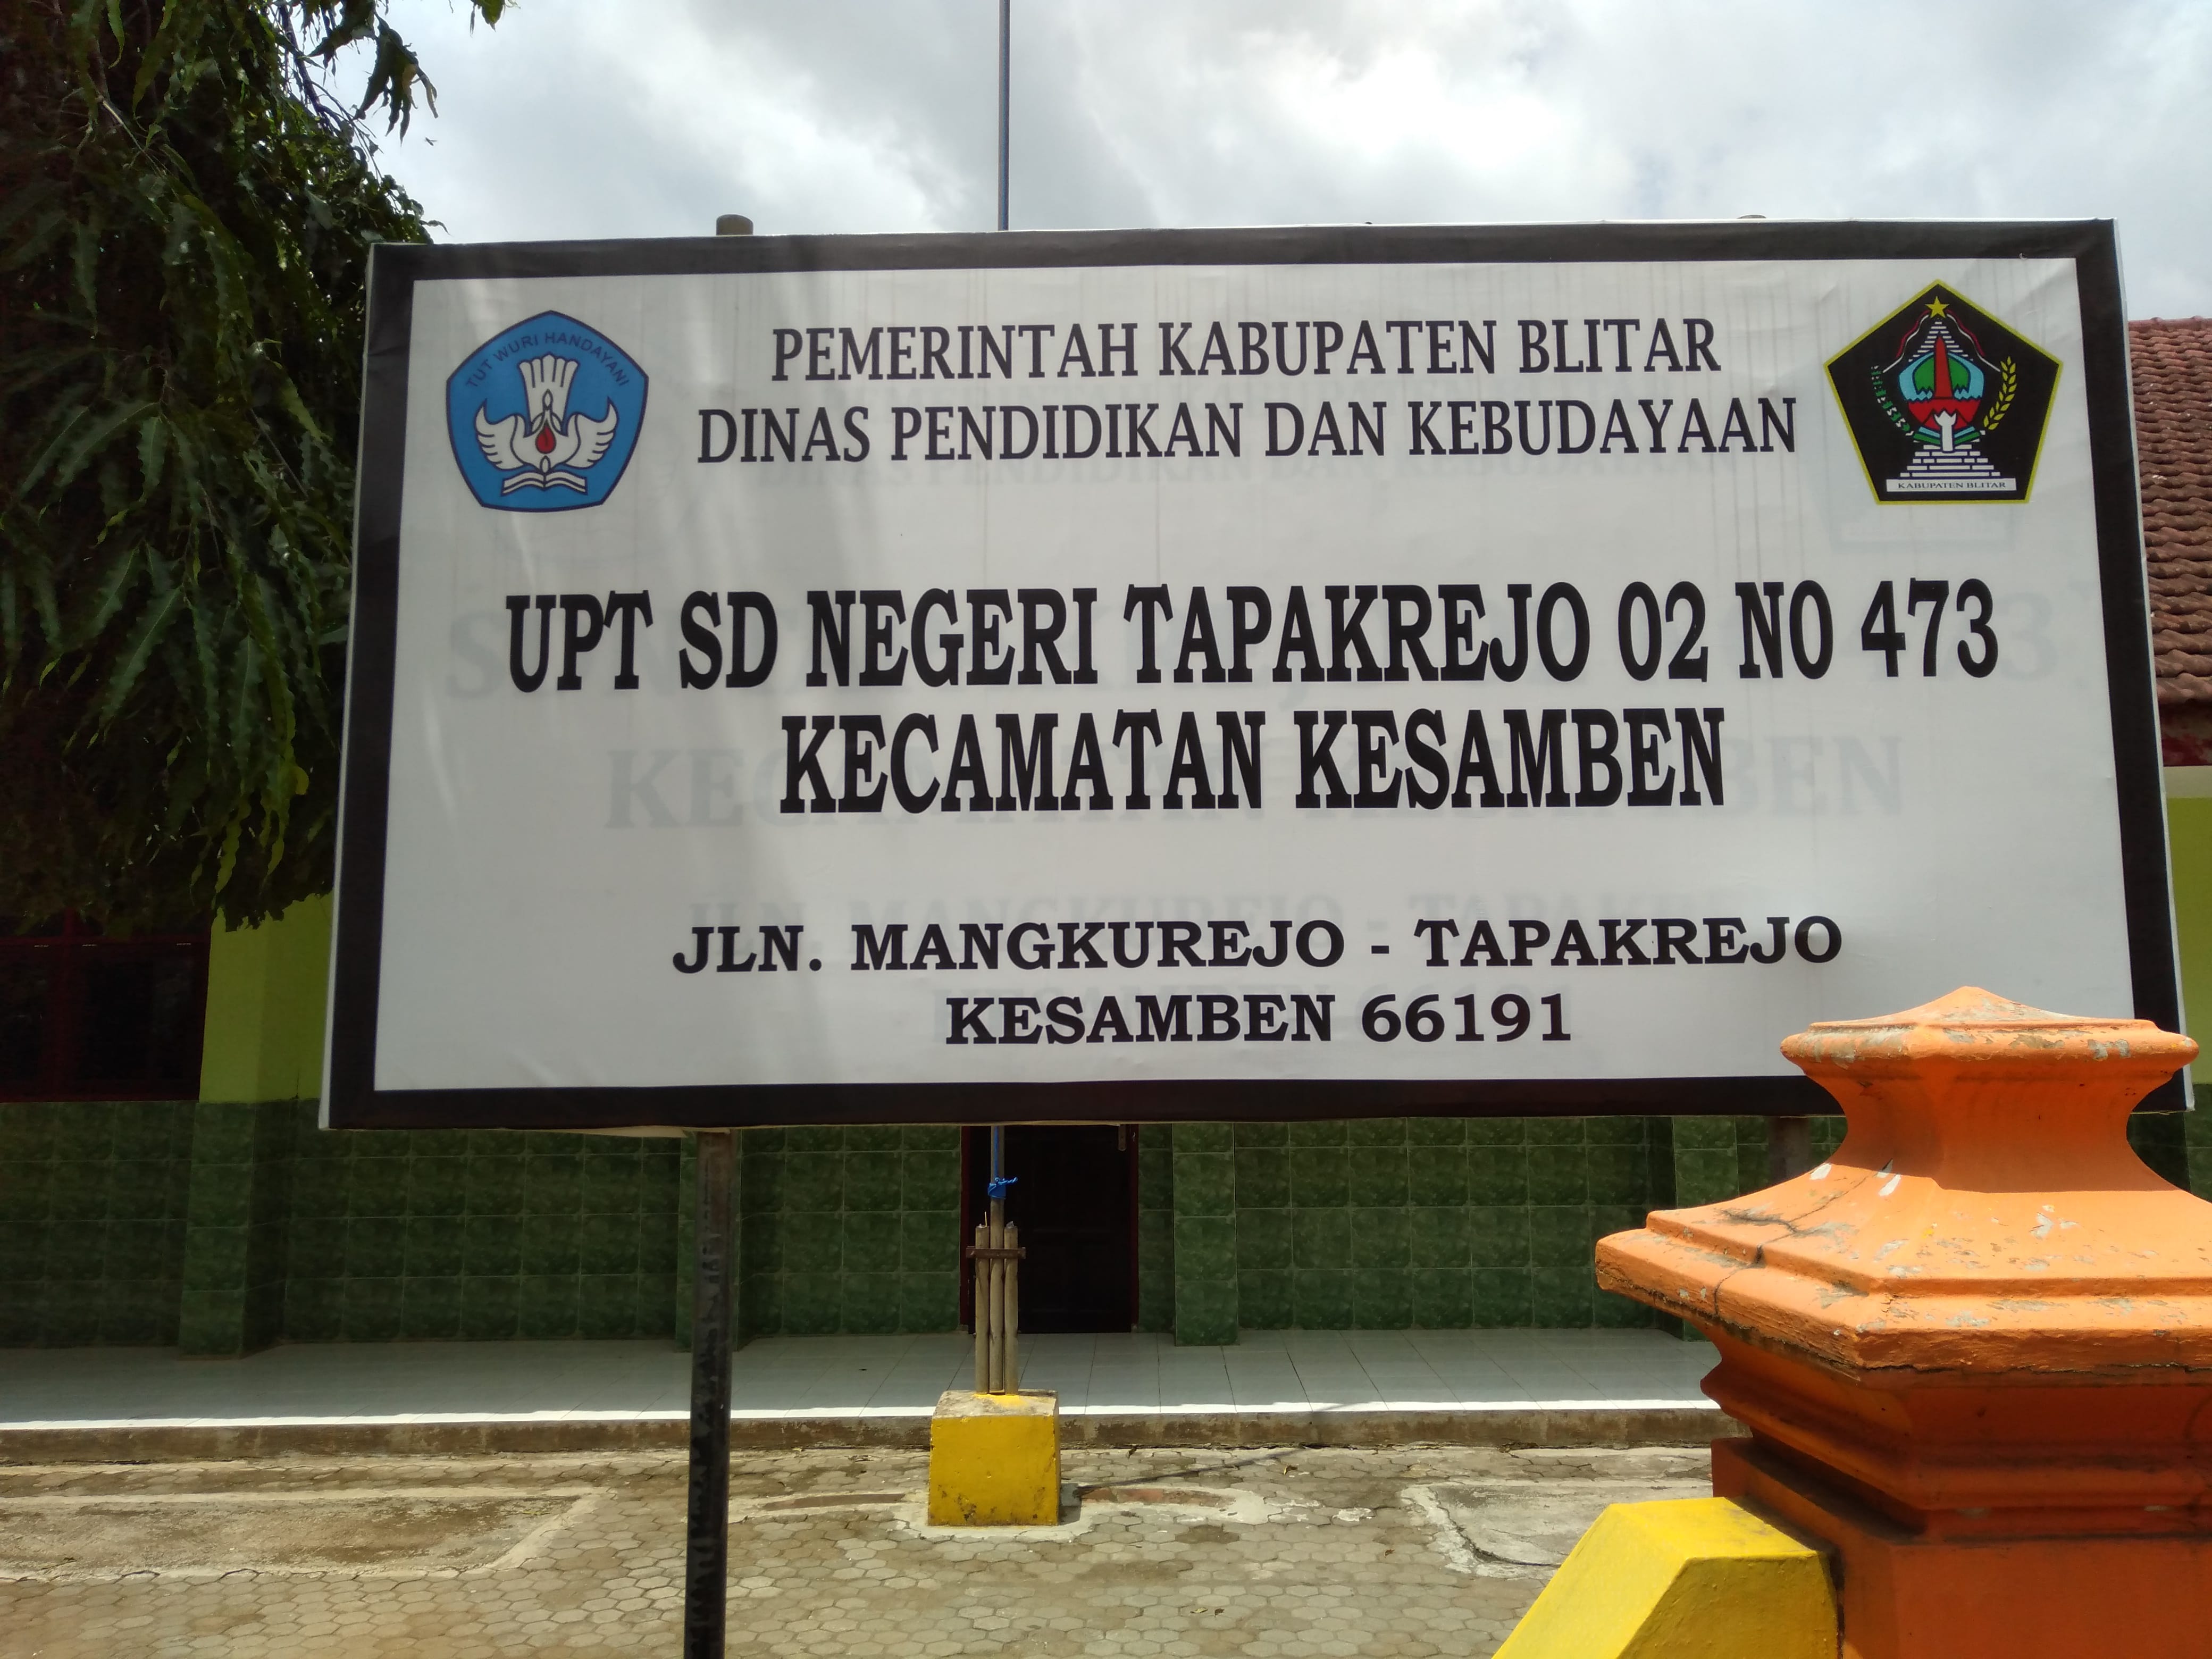 TUT WURI HANDAYANI
PEMERINTAH KABUPATEN BLITAR
DINAS PENDIDIKAN DAN KEBUDAYAAN
KABUPATEN BLITAR
UPT SD NEGERI TAPAKREJO 02 NO 473
KECAMATAN KESAMBEN
JLN. MANGKUREJO - TAPAKREJO
KESAMBEN 66191